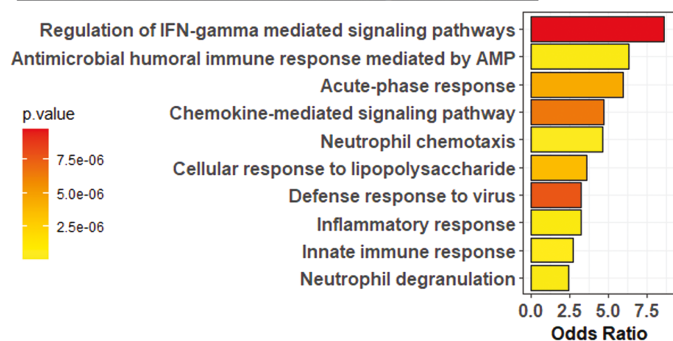 Regulation of IFN-gamma mediated signaling pathways
Antimicrobial humoral immune response mediated by AMP
Acute-phase response
Chemokine-mediated signaling pathway
Neutrophil chemotaxis
Cellular response to lipopolysaccharide
Defense response to virus
Inflammatory response
Innate immune response
Neutrophil degranulation
p.value
7.5e-06
5.0e-06
2.5e-06
0.0 2.5 5.0 7.5
Odds Ratio